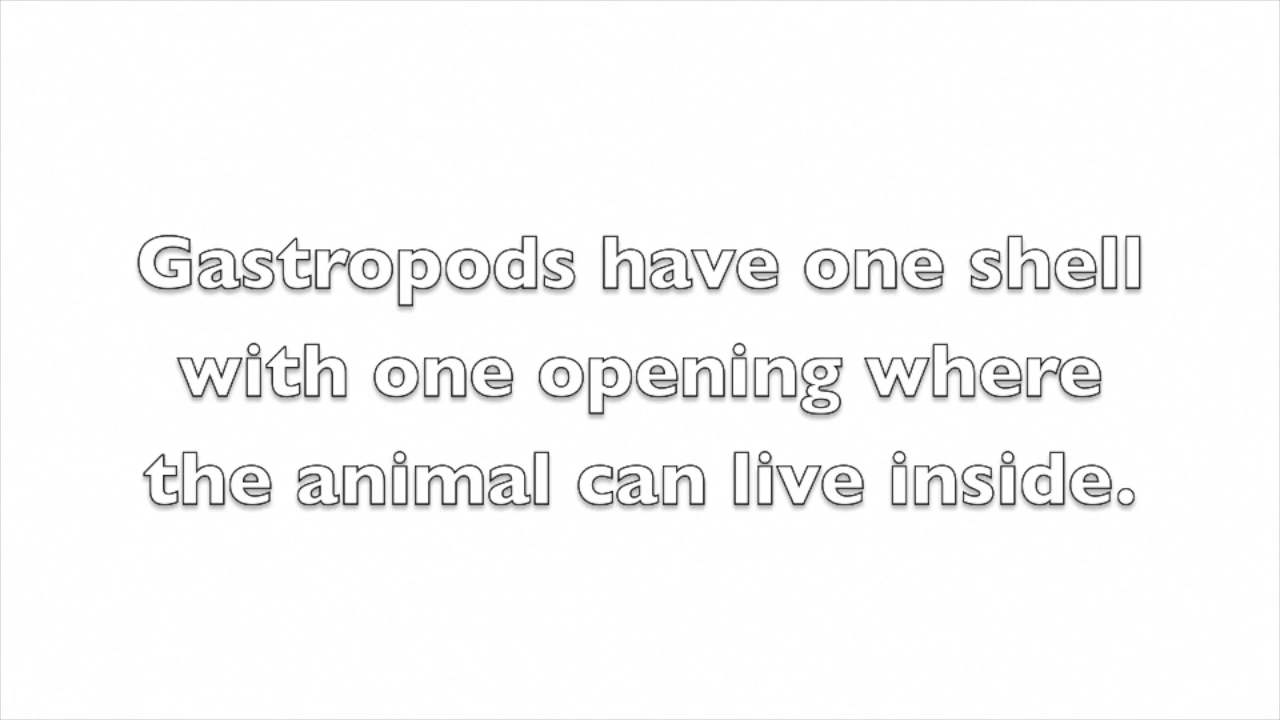 Gastropods have one shell
with one opening where
the animal can live inside.